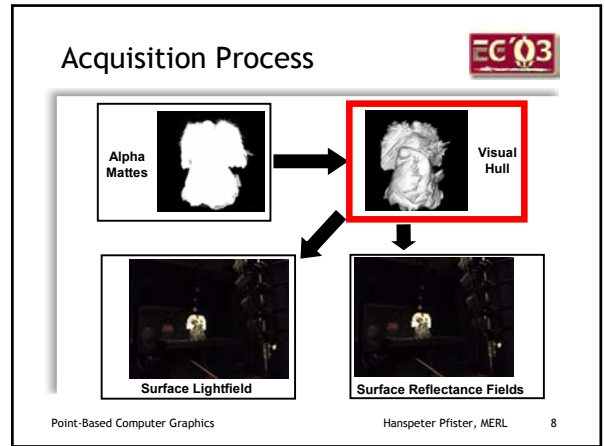 Acquisition Process
EG'03
Alpha
Mattes
Visual
Hull
Surface Lightfield
Surface Reflectance Fields
Point-Based Computer Graphics
Hanspeter Pfister, MERL
8